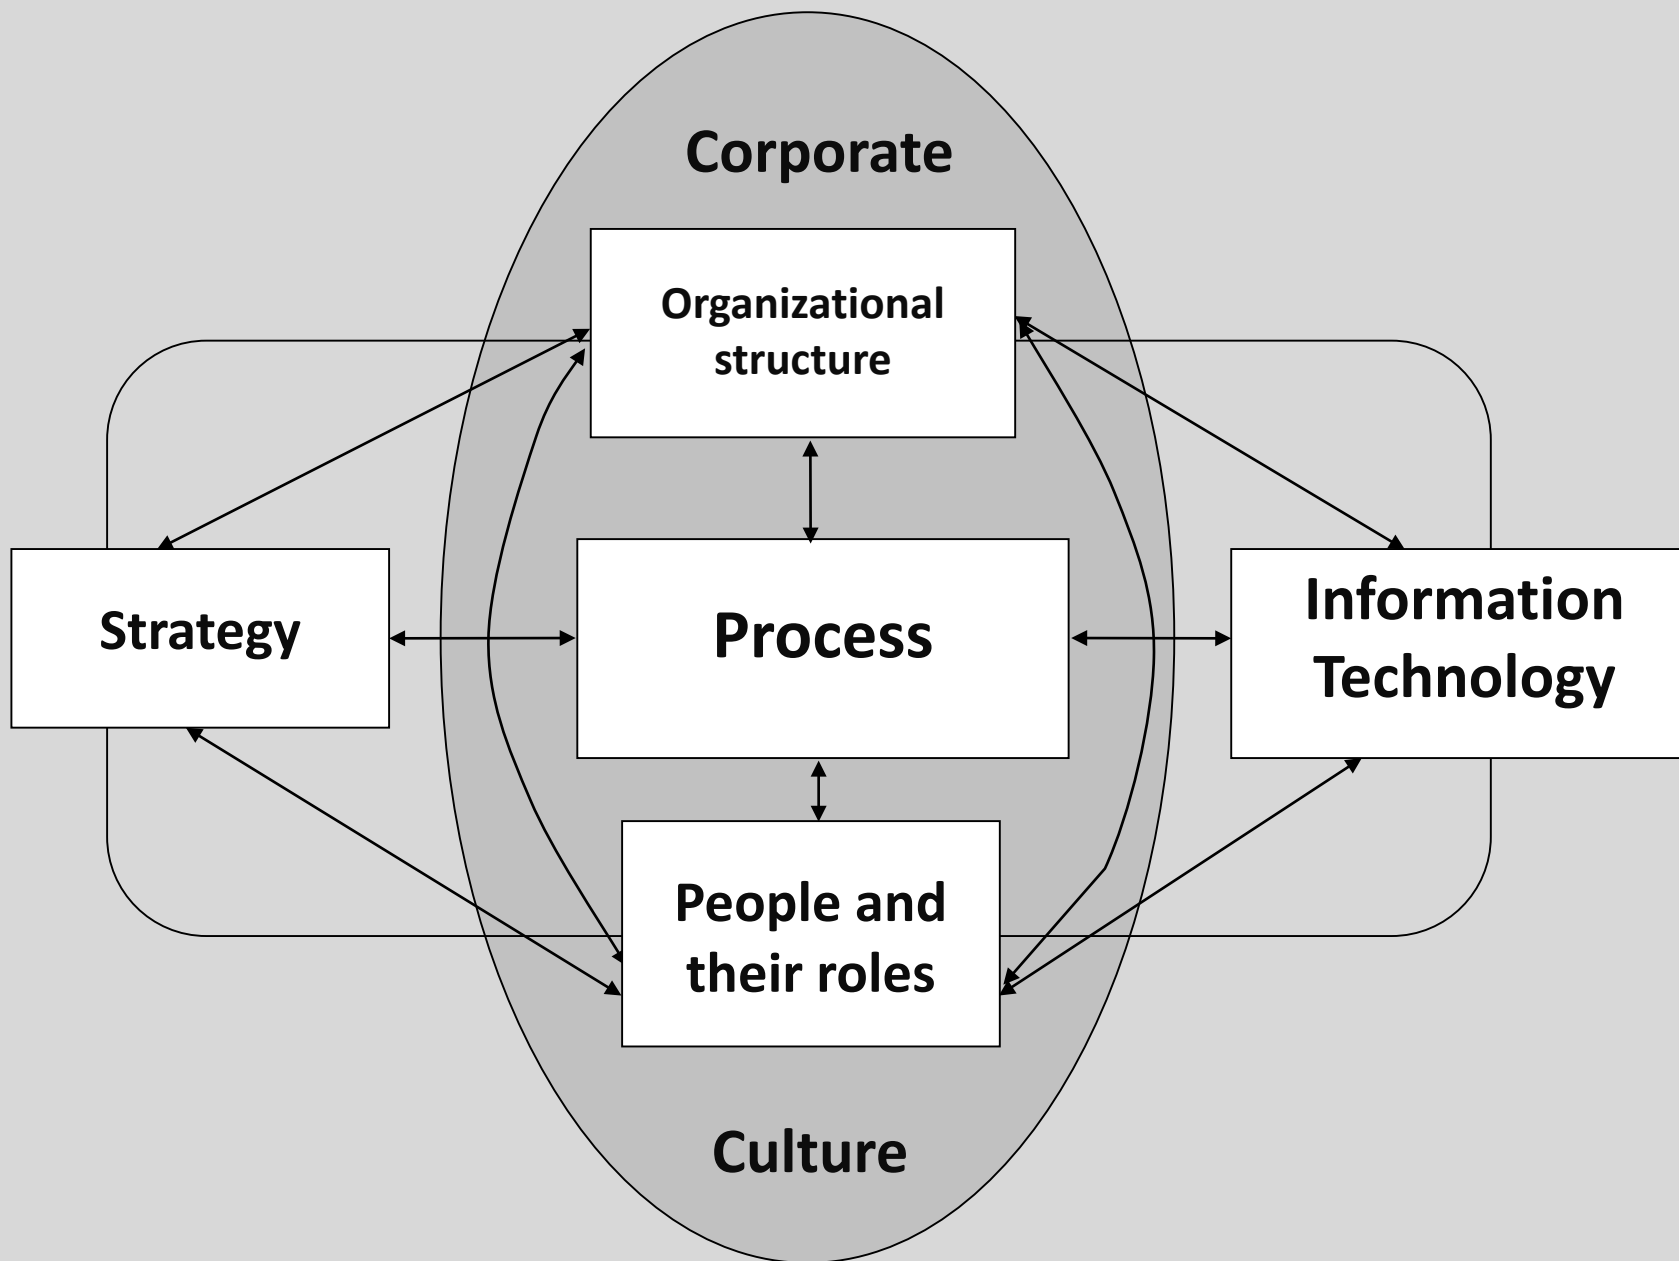 Corporate
Organizational
structure
Strategy
Process
Information
Technology
People and
their roles
Culture